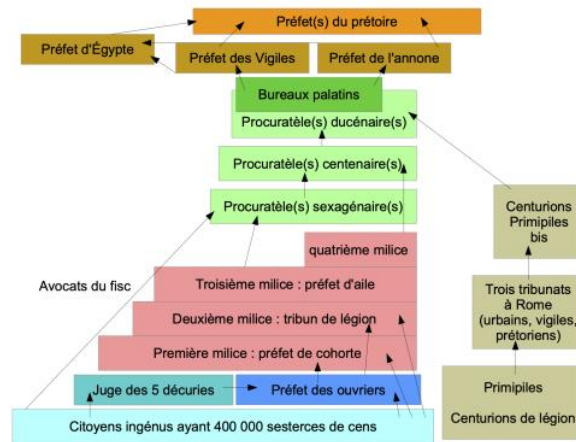 Préfet(s) du prétoire
Préfet d'Égypte
Préfet des Vigiles
Préfet de l'annone
Bureaux palatins
Procuratèle(s) ducénaire(s)
Procuratèle(s) centenaire(s)
Procuratèle(s) sexagénaire(s)
Centurions
Primipiles
bis
quatrième milice
Avocats du fisc
Troisième milice : préfet d'aile
Trois tribunats
à Rome
(urbains, vigiles,
prétoriens)
Deuxième milice : tribun de légion
Première milice : préfet de cohorte
Juge des 5 décuries
Préfet des ouvriers
Primipiles
Centurions de légion
Citoyens ingénus ayant 400 000 sesterces de cens